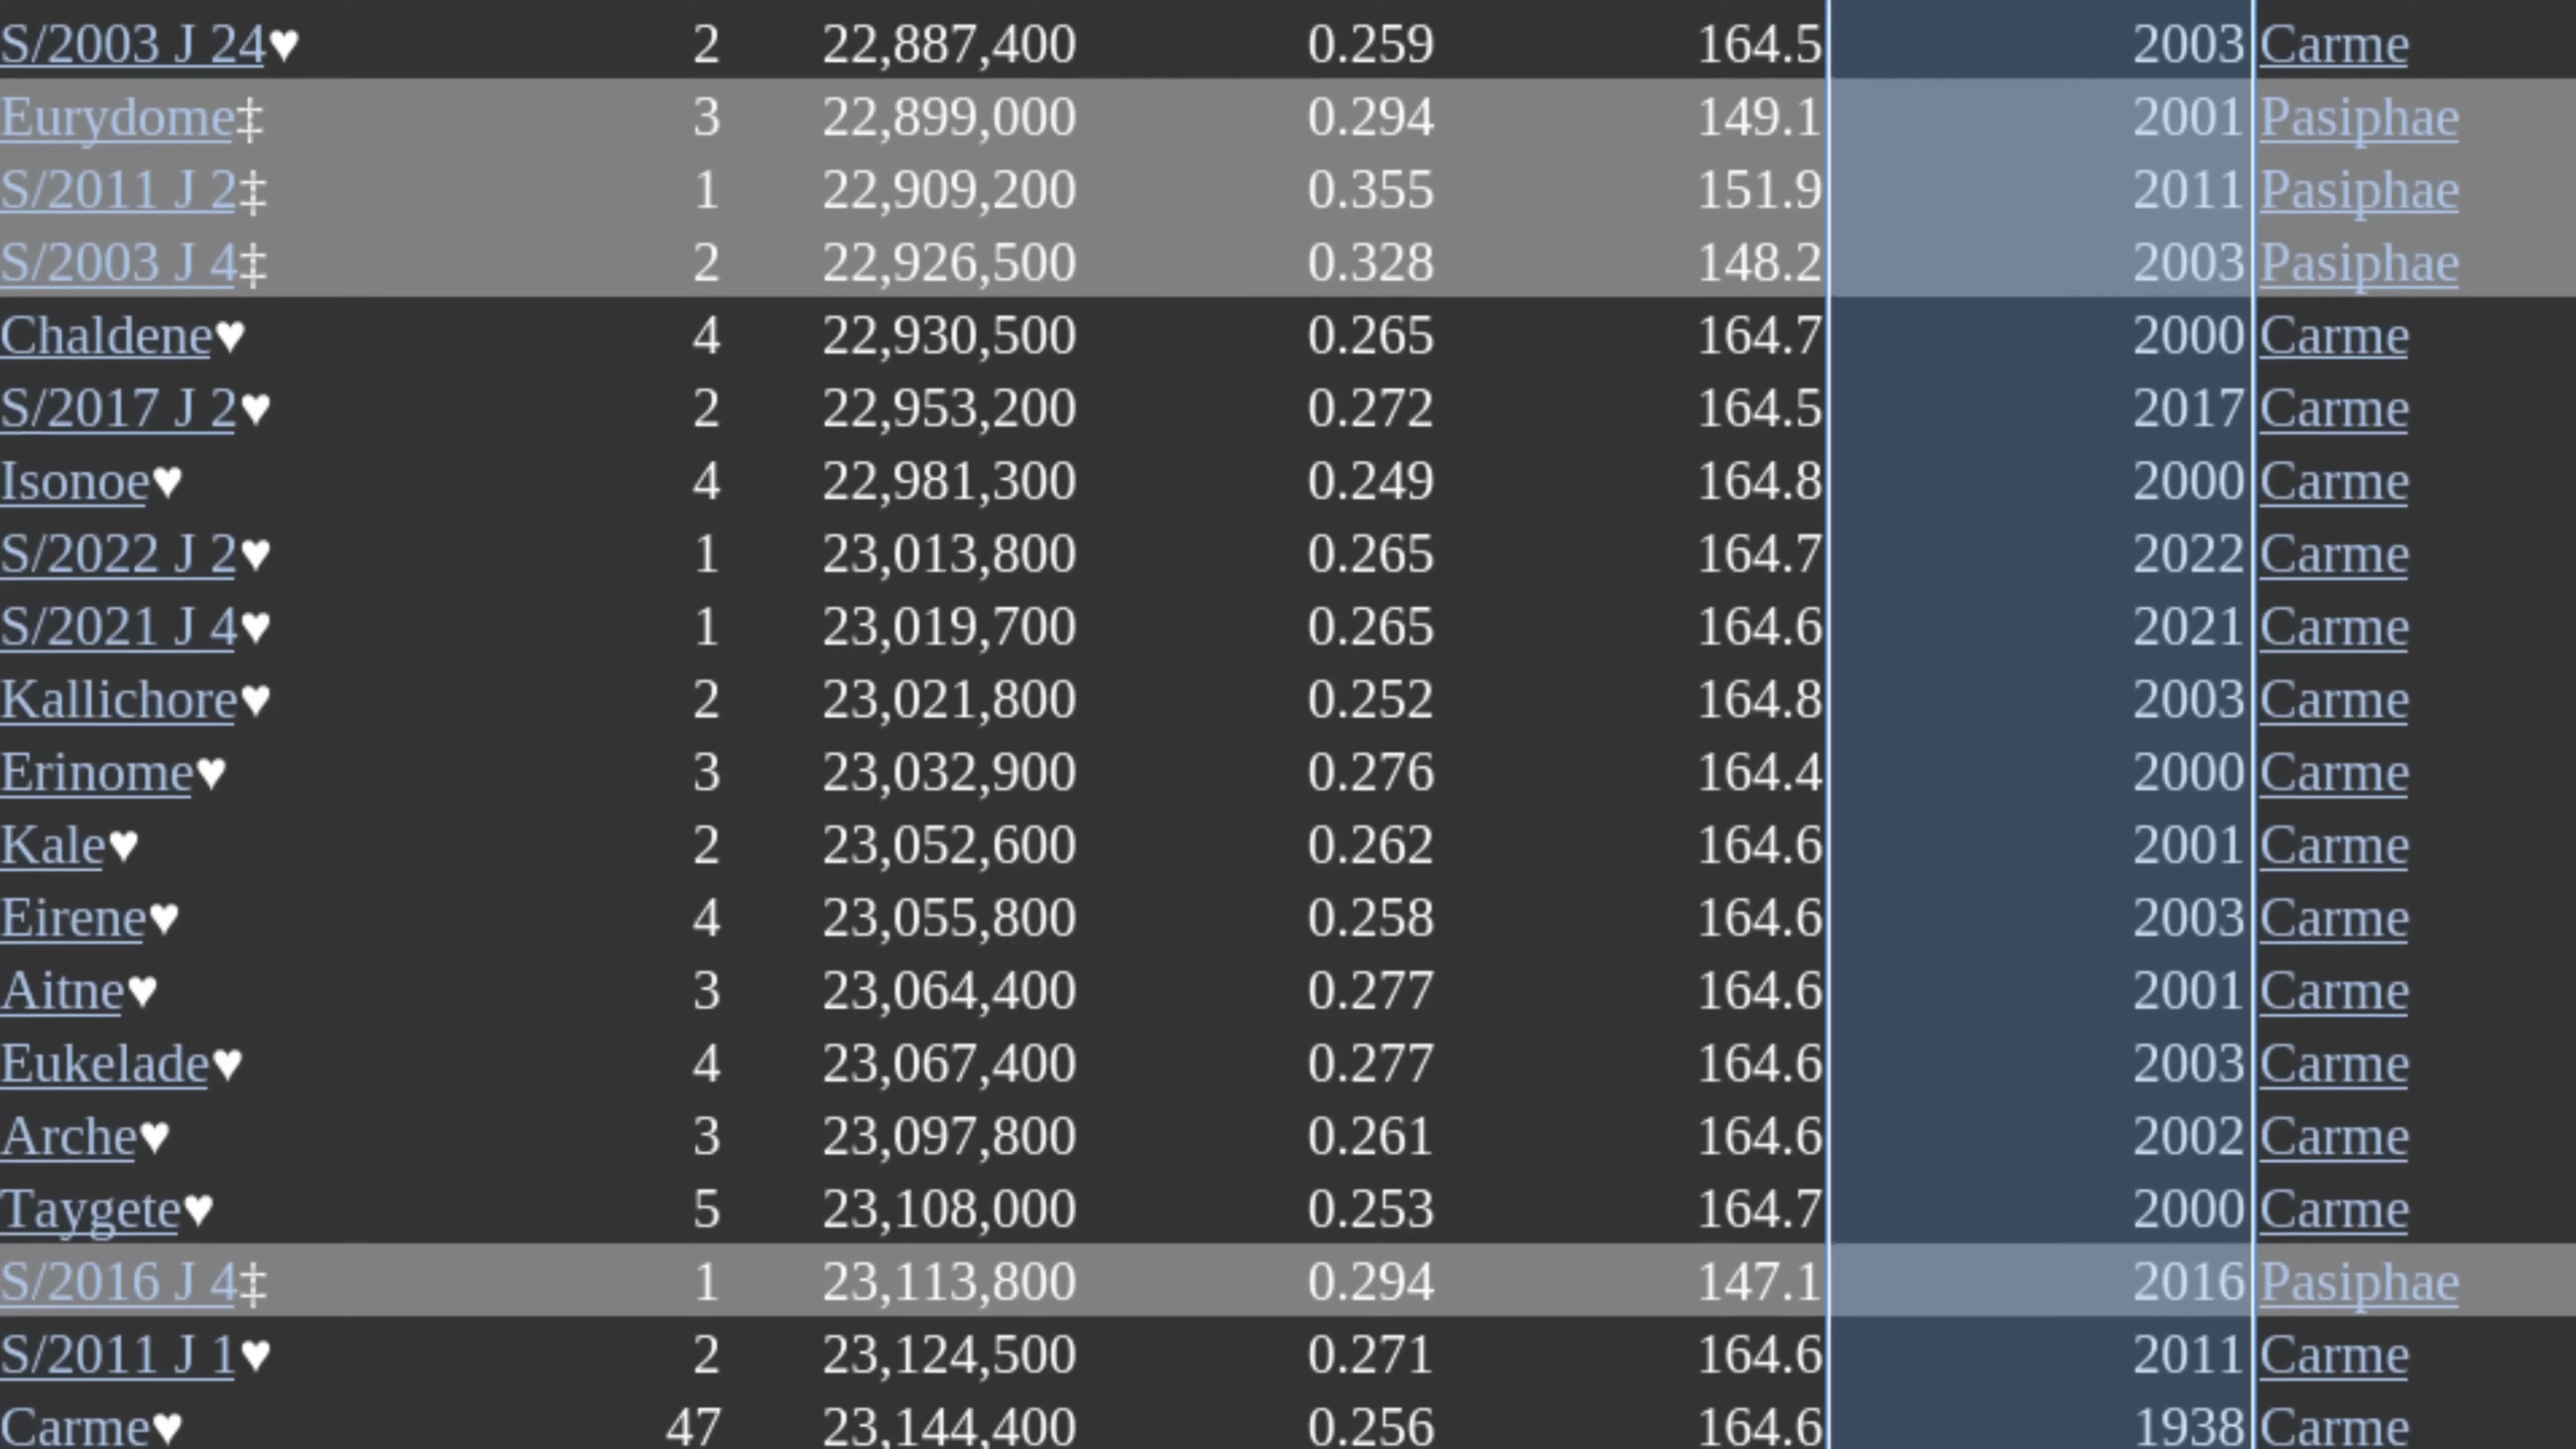 S/2003 J 24♥ 2 22,887,400 0.259 164.5 2003 Carme
Eurydome‡ 3 22,899,000 0.294 149.1 2001 Pasiphae
S/2011 J 2‡ 1 22,909,200 0.355 151.9 2011 Pasiphae
S/2003 J 4‡ 2 22,926,500 0.328 148.2 2003 Pasiphae
Chaldene♥ 4 22,930,500 0.265 164.7 2000 Carme
S/2017 J 2♥ 2 22,953,200 0.272 164.5 2017 Carme
Isonoe♥ 4 22,981,300 0.249 164.8 2000 Carme
S/2022 J 2♥ 1 23,013,800 0.265 164.7 2022 Carme
S/2021 J 4♥ 1 23,019,700 0.265 164.6 2021 Carme
Kallichore♥ 2 23,021,800 0.252 164.8 2003 Carme
Erinome♥ 3 23,032,900 0.276 164.4 2000 Carme
Kale♥ 2 23,052,600 0.262 164.6 2001 Carme
Eirene♥ 4 23,055,800 0.258 164.6 2003 Carme
Aitne♥ 3 23,064,400 0.277 164.6 2001 Carme
Eukelade♥ 4 23,067,400 0.277 164.6 2003 Carme
Arche♥ 3 23,097,800 0.261 164.6 2002 Carme
Taygete♥ 5 23,108,000 0.253 164.7 2000 Carme
S/2016 J 4‡ 1 23,113,800 0.294 147.1 2016 Pasiphae
S/2011 J 1♥ 2 23,124,500 0.271 164.6 2011 Carme
Carme♥ 47 23,144,400 0.256 164.6 1938 Carme